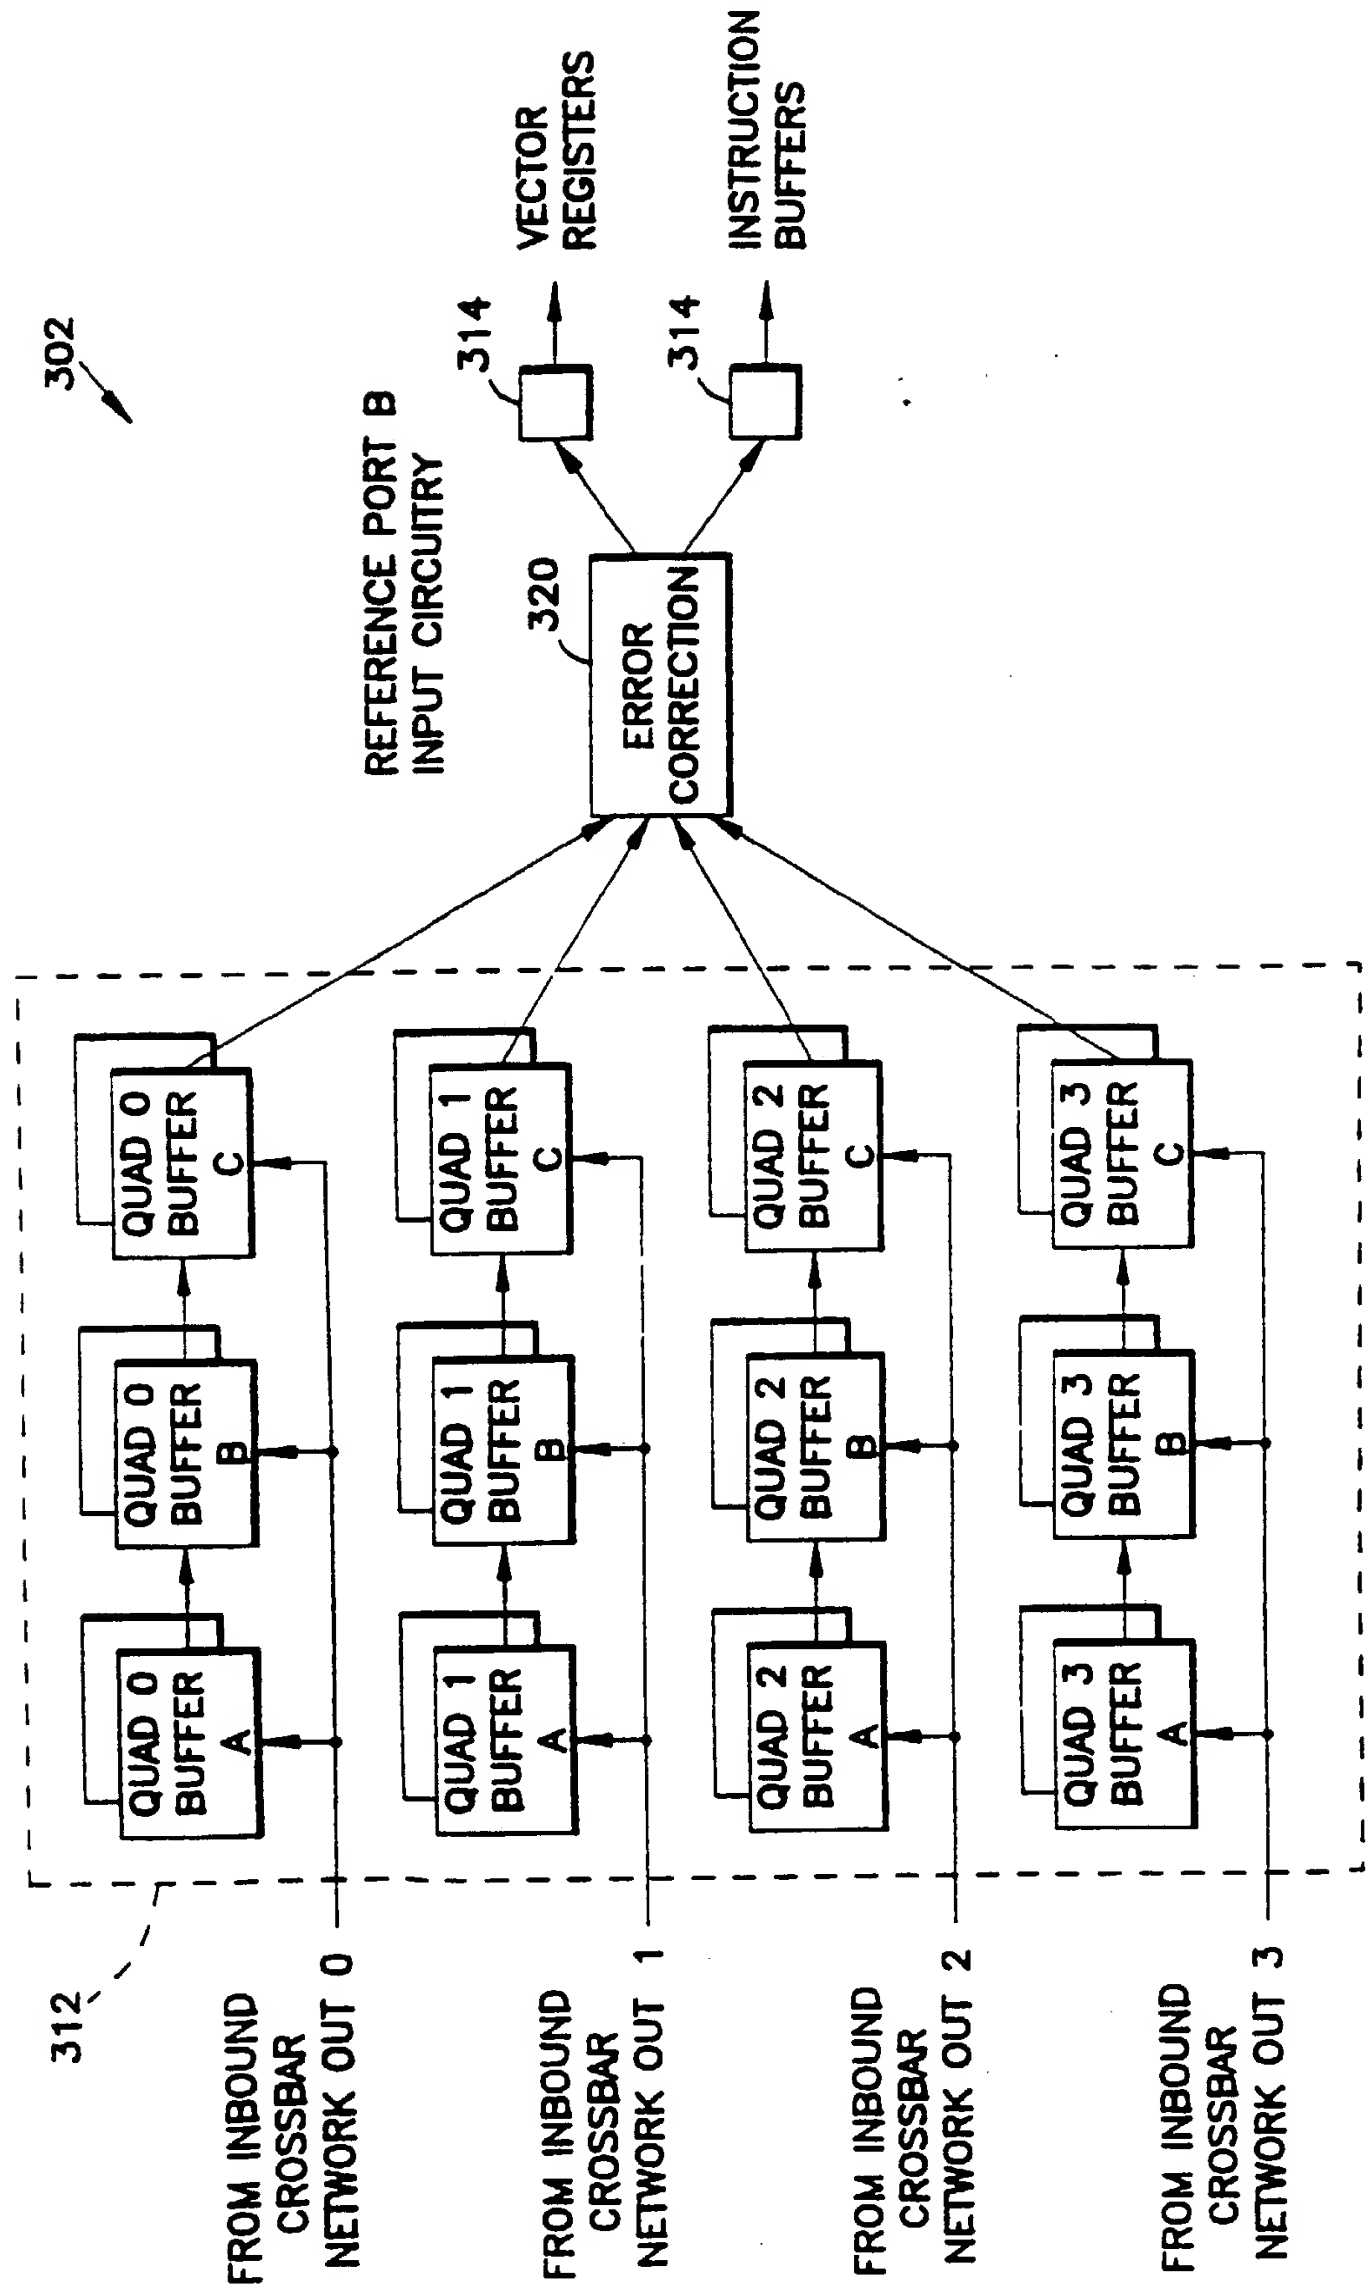 302
REFERENCE PORT B
INPUT CIRCUITRY
312
FROM INBOUND
CROSSBAR
NETWORK OUT 0
QUAD 0
BUFFER
A
QUAD 0
BUFFER
B
QUAD 0
BUFFER
C
FROM INBOUND
CROSSBAR
NETWORK OUT 1
QUAD 1
BUFFER
A
QUAD 1
BUFFER
B
QUAD 1
BUFFER
C
FROM INBOUND
CROSSBAR
NETWORK OUT 2
QUAD 2
BUFFER
A
QUAD 2
BUFFER
B
QUAD 2
BUFFER
C
FROM INBOUND
CROSSBAR
NETWORK OUT 3
QUAD 3
BUFFER
A
QUAD 3
BUFFER
B
QUAD 3
BUFFER
C
320
ERROR
CORRECTION
314
VECTOR
REGISTERS
314
INSTRUCTION
BUFFERS